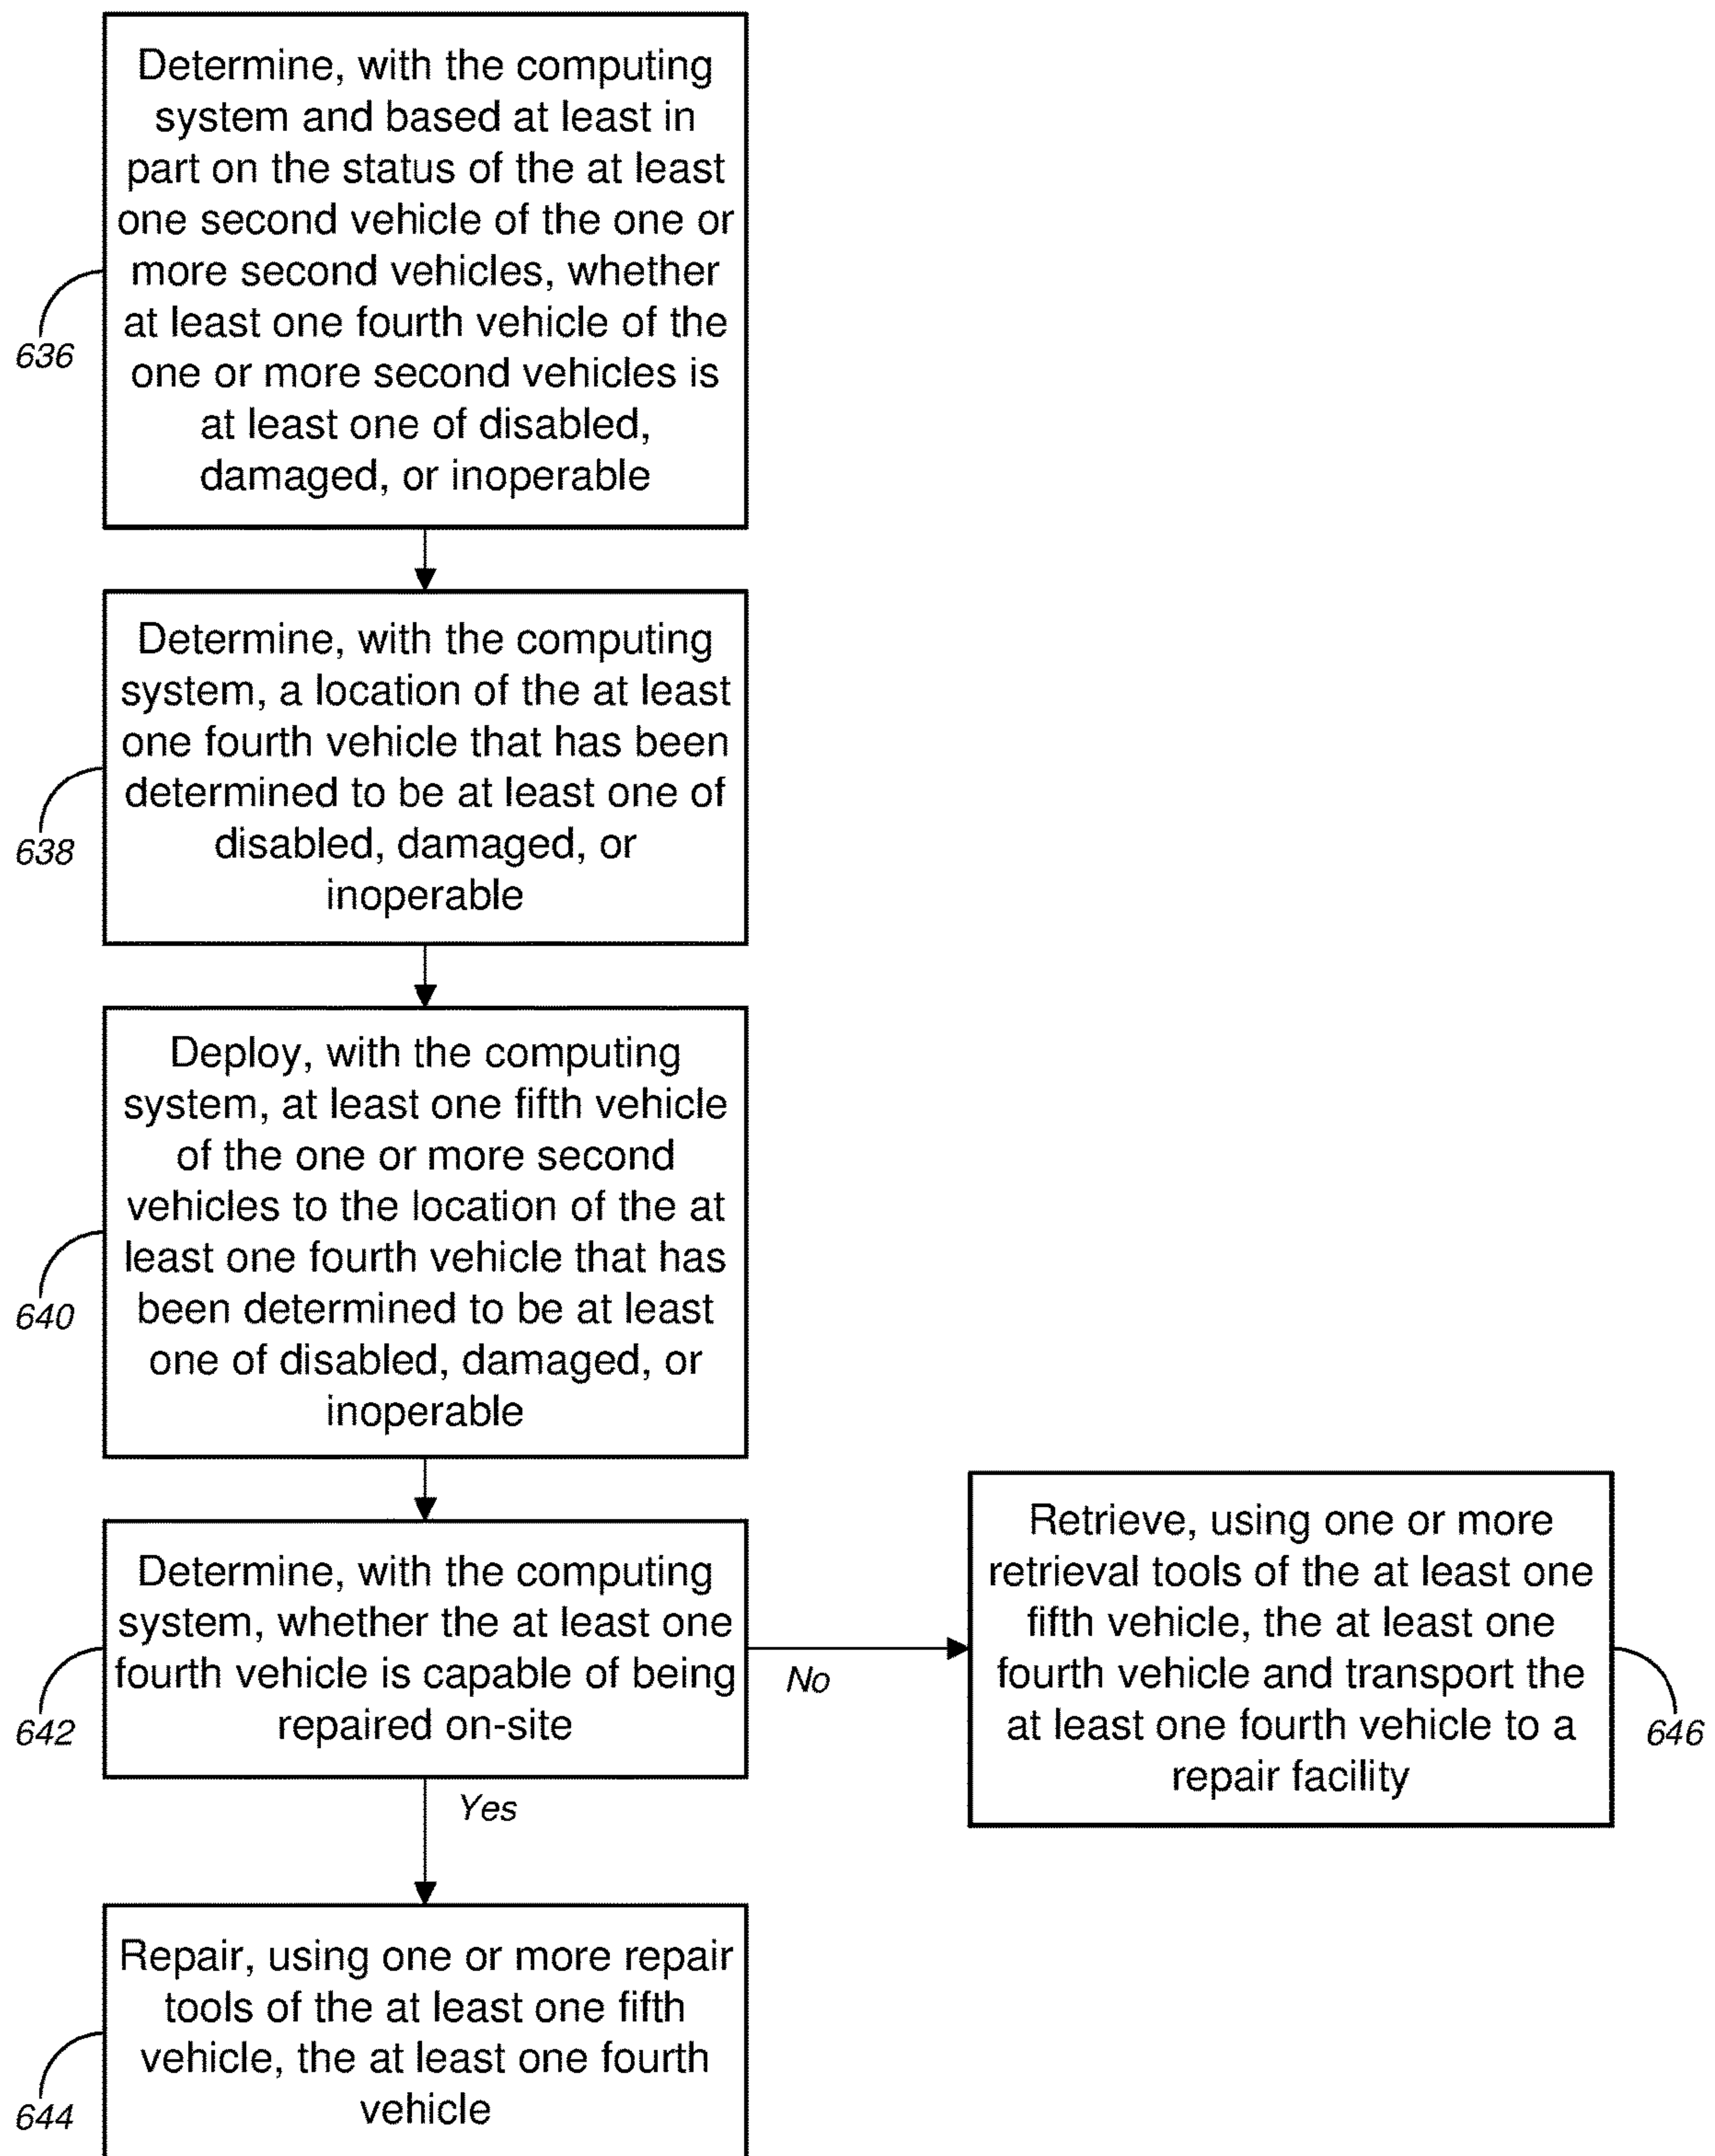 Determine, with the computing
system and based at least in
part on the status of the at least
one second vehicle of the one or
more second vehicles, whether
at least one fourth vehicle of the
one or more second vehicles is
at least one of disabled,
damaged, or inoperable
636
Determine, with the computing
system, a location of the at least
one fourth vehicle that has been
determined to be at least one of
disabled, damaged, or
inoperable
638
Deploy, with the computing
system, at least one fifth vehicle
of the one or more second
vehicles to the location of the at
least one fourth vehicle that has
been determined to be at least
one of disabled, damaged, or
inoperable
640
Determine, with the computing
system, whether the at least one
fourth vehicle is capable of being
repaired on-site
642
No
Retrieve, using one or more
retrieval tools of the at least one
fifth vehicle, the at least one
fourth vehicle and transport the
at least one fourth vehicle to a
repair facility
646
Yes
Repair, using one or more repair
tools of the at least one fifth
vehicle, the at least one fourth
vehicle
644